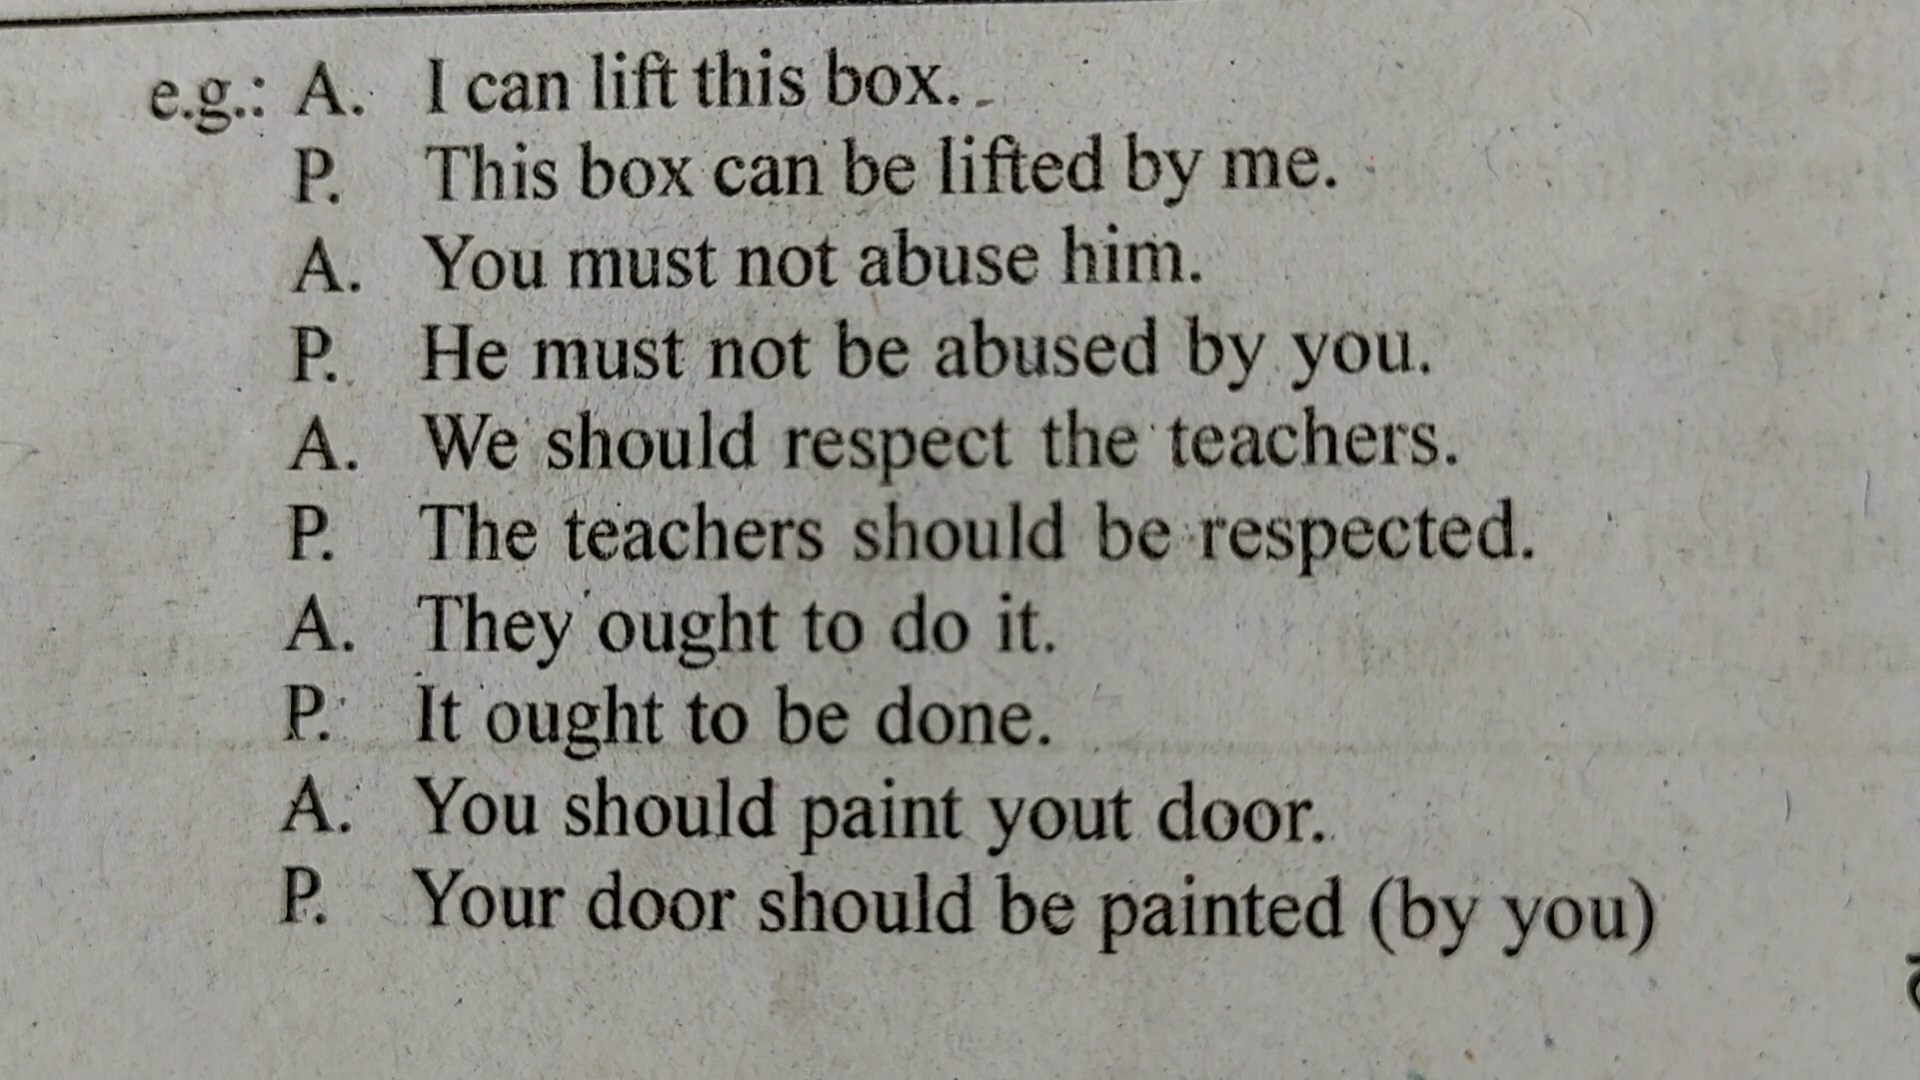 e.g.: A. I can lift this box.
P. This box can be lifted by me.
A. You must not abuse him.
P. He must not be abused by you.
A. We should respect the teachers.
P. The teachers should be respected.
A. They ought to do it.
P. It ought to be done.
A. You should paint yout door.
P. Your door should be painted (by you)